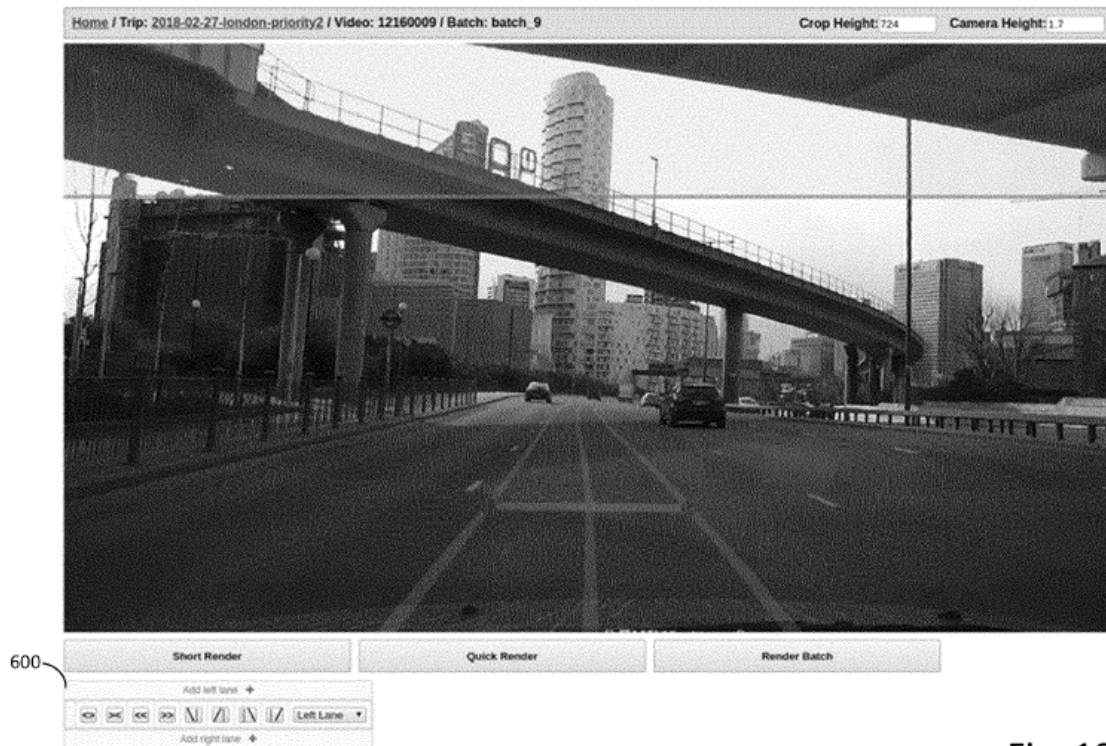 Home / Trip: 2018-02-27-london-priority2 / Video: 12160009 / Batch: batch_9 Crop Height: 724 Camera Height: 1.7
Short Render Quick Render Render Batch
600
Add left lane +
<> >< << >> Left Lane
Add right lane +